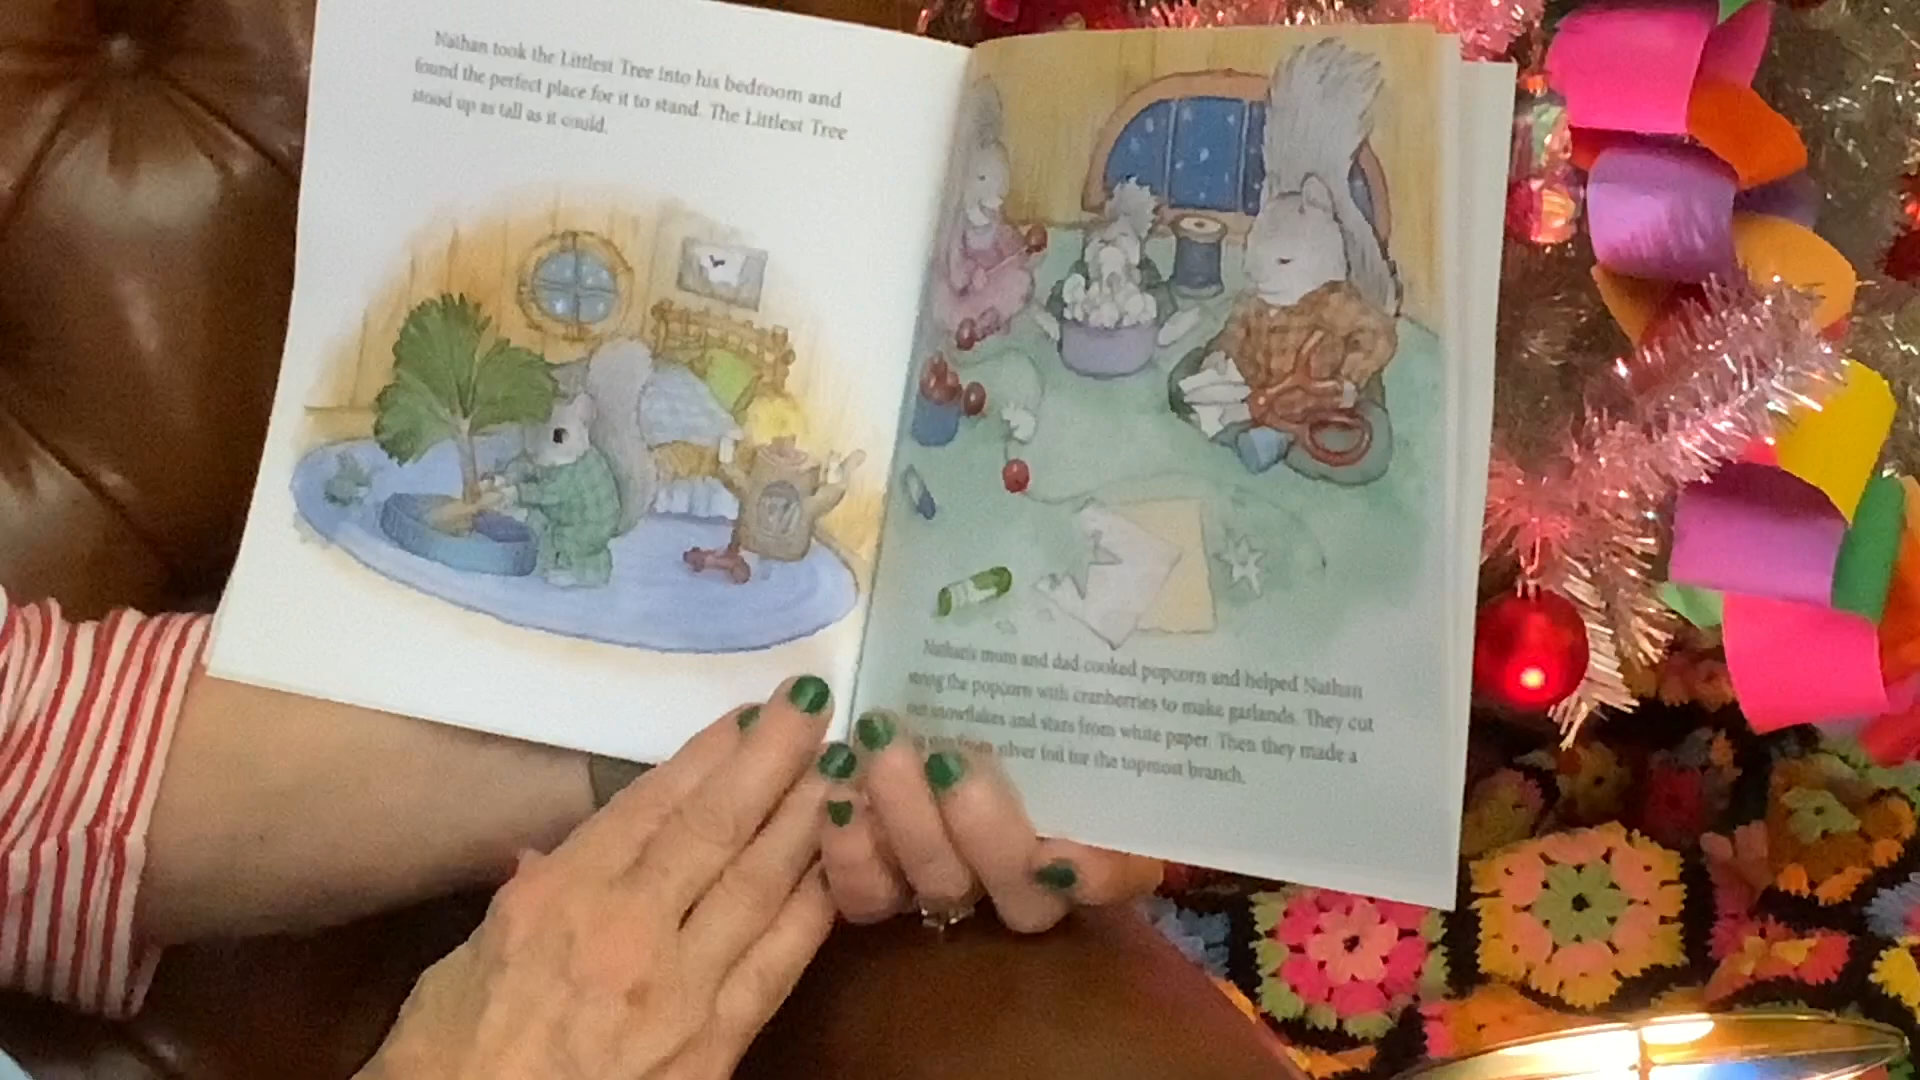 Nathan took the Littlest Tree into his bedroom and
found the perfect place for it to stand. The Littlest Tree
stood up as tall as it could.
Nathan's mum and dad cooked popcorn and helped Nathan
string the popcorn with cranberries to make garlands. They cut
out snowflakes and stars from white paper. Then they made a
from silver foil for the topmost branch.